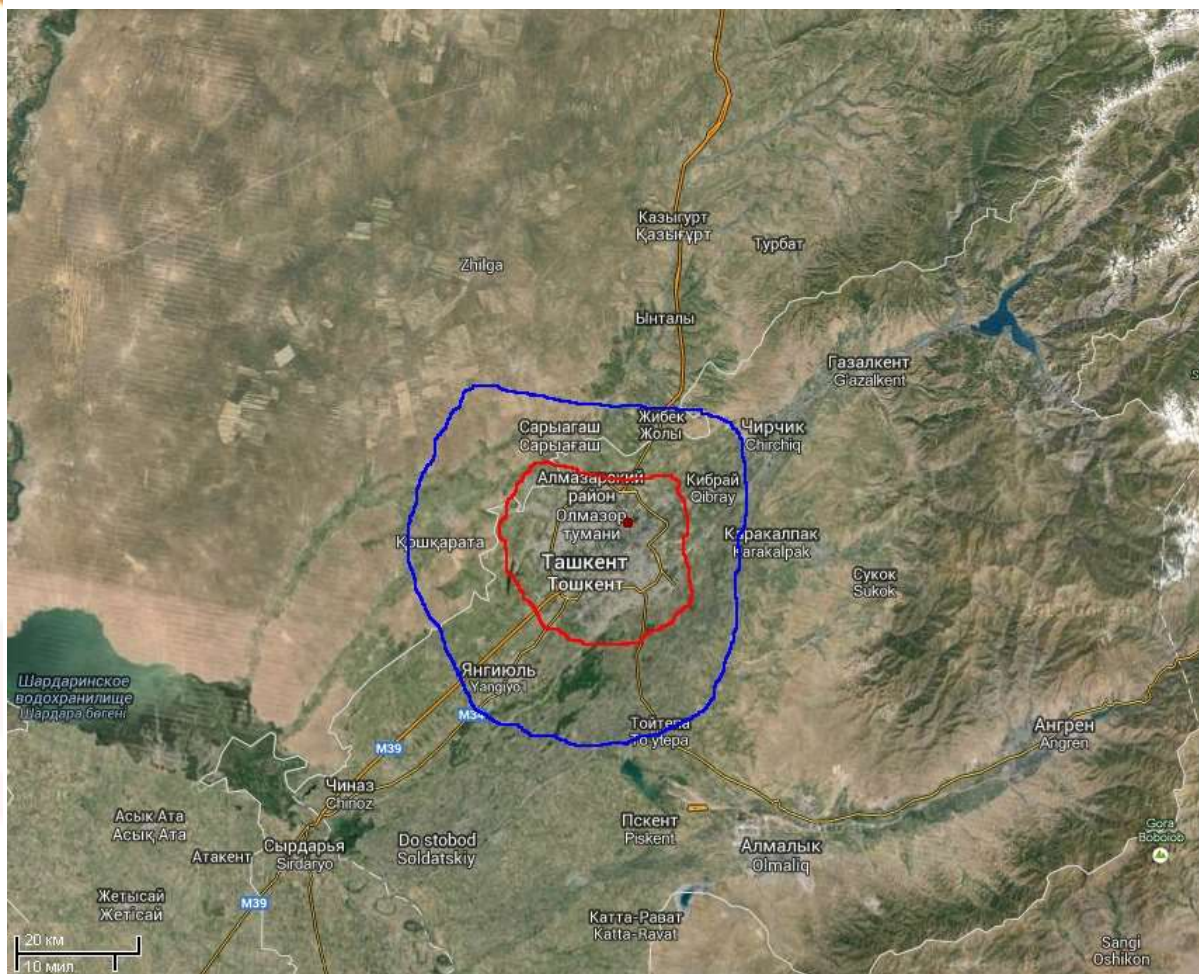 Казыгурт
Қазығұрт
Турбат
Zhilga
Ынталы
Газалкент
G'azalkent
Сарыагаш
Сарыағаш
Жибек
Жолы
Чирчик
Chirchiq
Алмазарский
район
Олмазор
тумани
Кибрай
Qibray
Қошқарата
Каракалпак
Karakalpak
Ташкент
Тошкент
Сукок
Sukok
Янгиюль
Yangiyo'l
Шардаринское
водохранилище
Шардара бөгені
M34
M39
Тойтепа
To'ytepa
Ангрен
Angren
Чиназ
Chinoz
Асык Ата
Асық Ата
Атакент
Сырдарья
Sirdaryo
Do'stobod
Soldatskiy
Пскент
Piskent
Алмалык
Olmaliq
Gora
Boboiob
Жетысай
Жетісай
M39
Катта-Рават
Katta-Ravat
Sangi
Oshikon
20 км
10 мил.